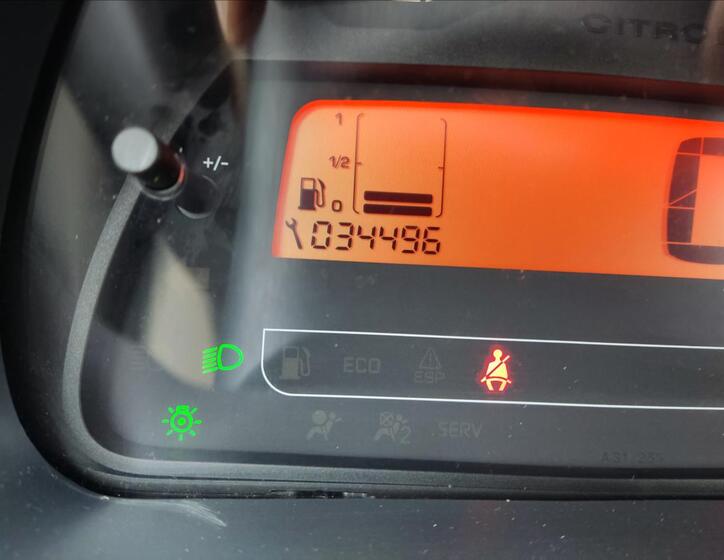 CITRO
1
+/-
1/2
0
034496
ECO
ESP
2
SERV